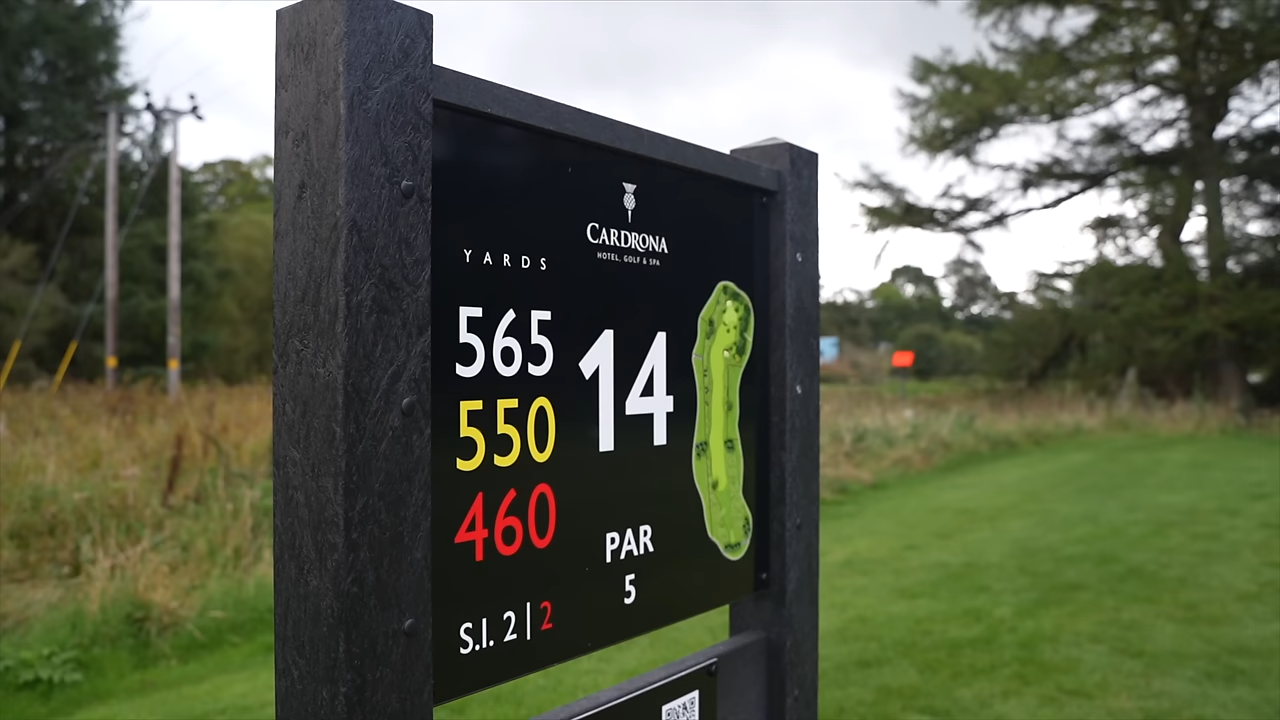 CARDRONA
HOTEL, GOLF & SPA
YARDS
565
550
460
14
PAR
5
S.I. 2|2